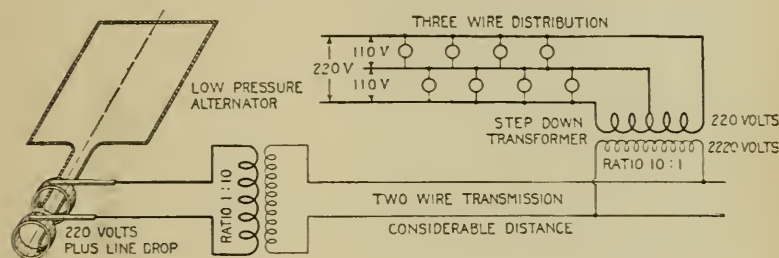 THREE WIRE DISTRIBUTION
110 V
220 V
110 V
LOW PRESSURE
ALTERNATOR
STEP DOWN
TRANSFORMER
220 VOLTS
2220 VOLTS
RATIO 10:1
RATIO 1:10
TWO WIRE TRANSMISSION
CONSIDERABLE DISTANCE
220 VOLTS
PLUS LINE DROP